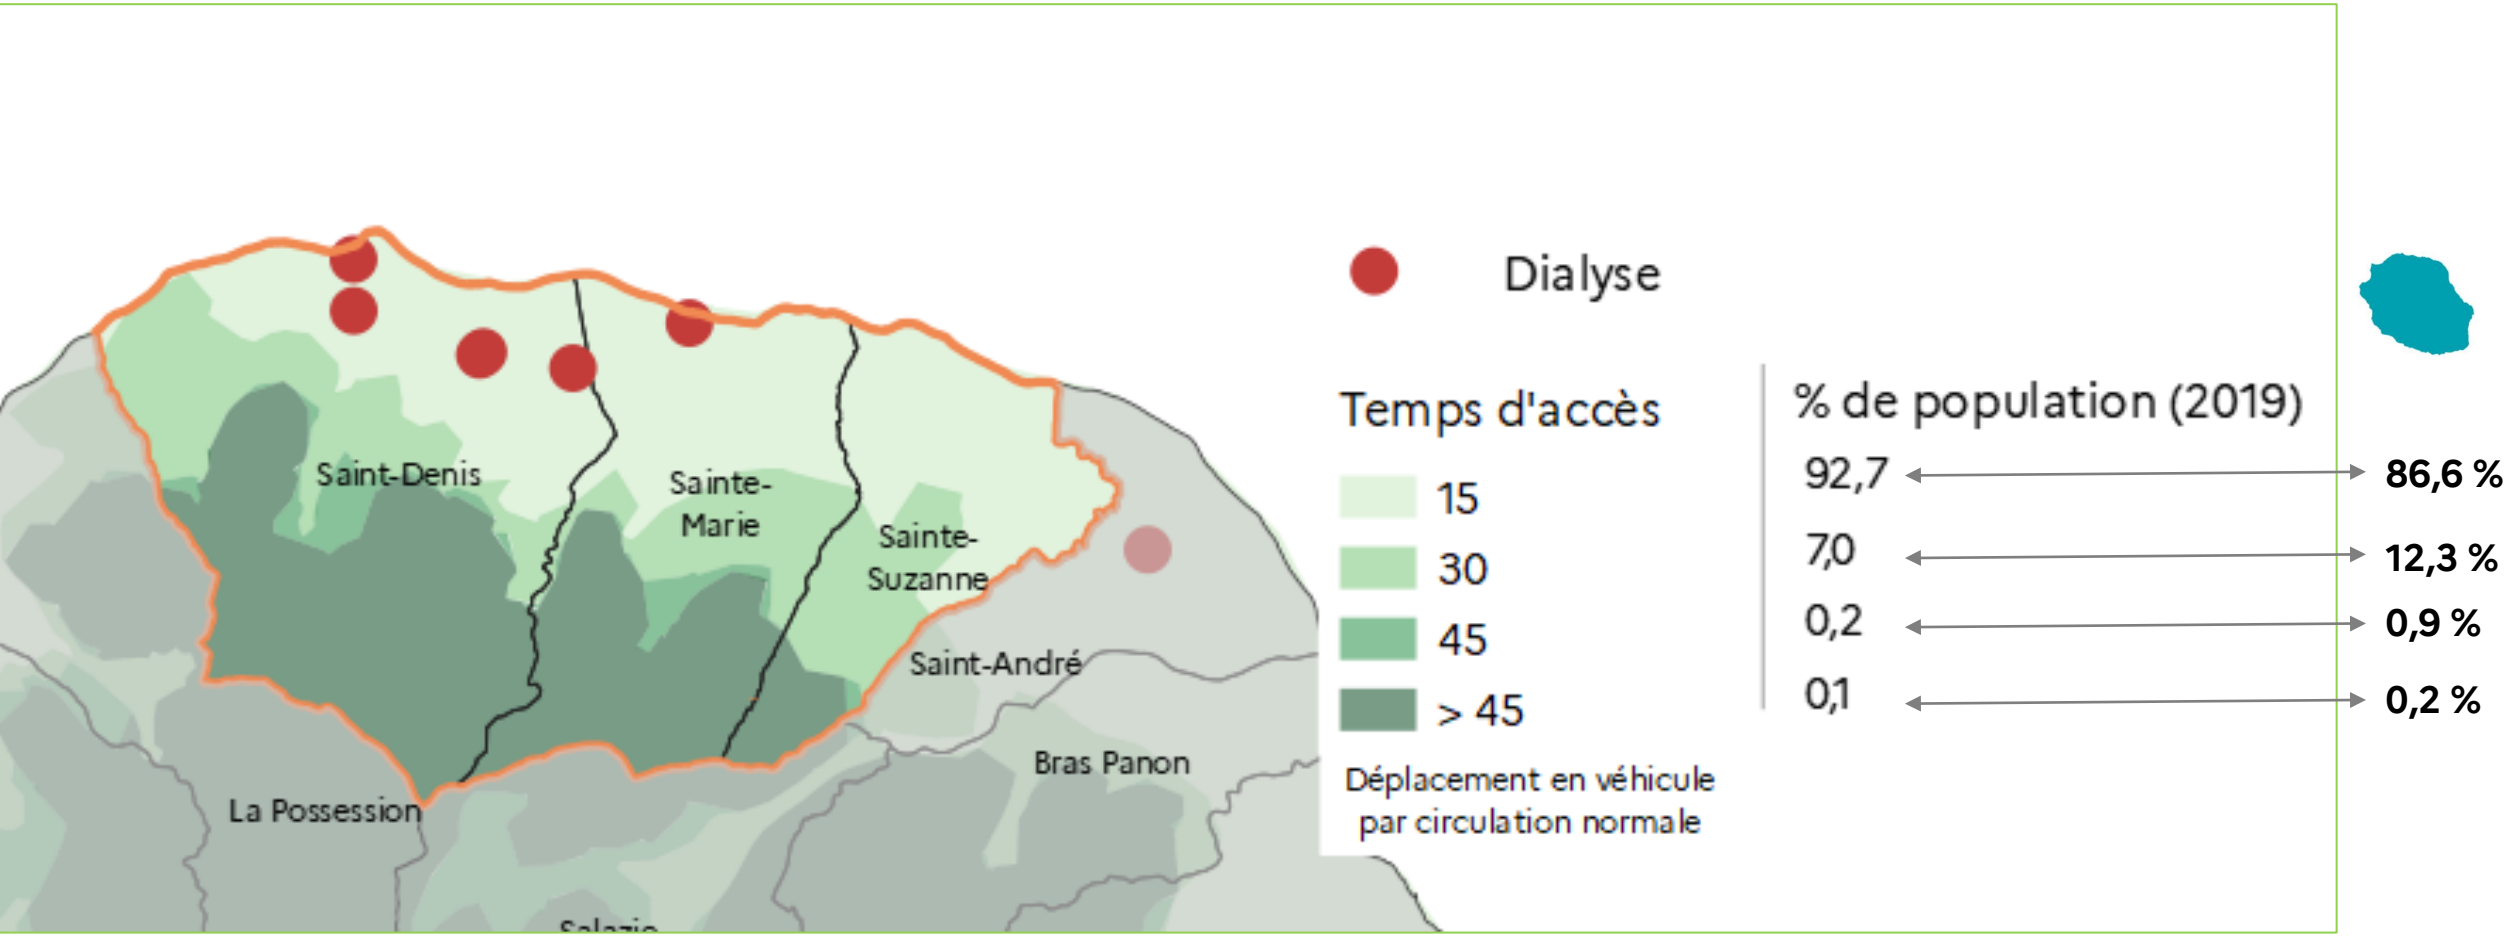 Saint-Denis
Sainte-
Marie
Sainte-
Suzanne
Saint-André
Bras Panon
La Possession
Salazie
Dialyse
Temps d'accès
% de population (2019)
15
92,7
86,6 %
30
7,0
12,3 %
45
0,2
0,9 %
> 45
0,1
0,2 %
Déplacement en véhicule
par circulation normale